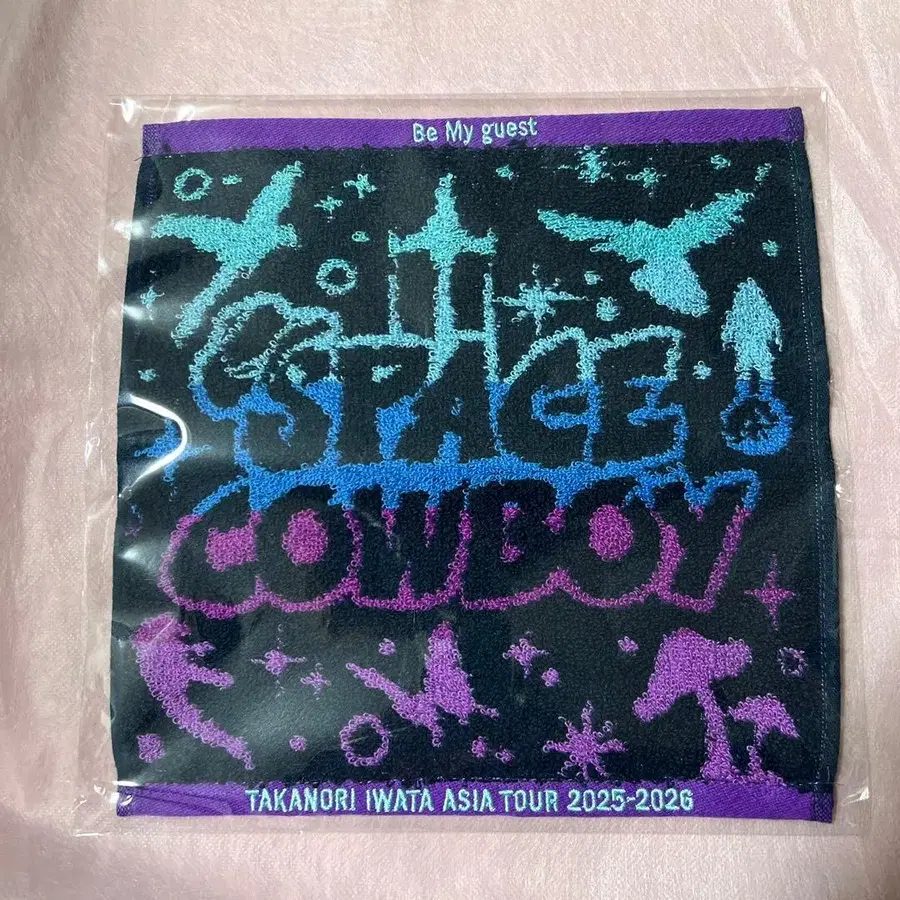 Be My guest
SPACE
COWBOY
TAKANORI IWATA ASIA TOUR 2025-2026